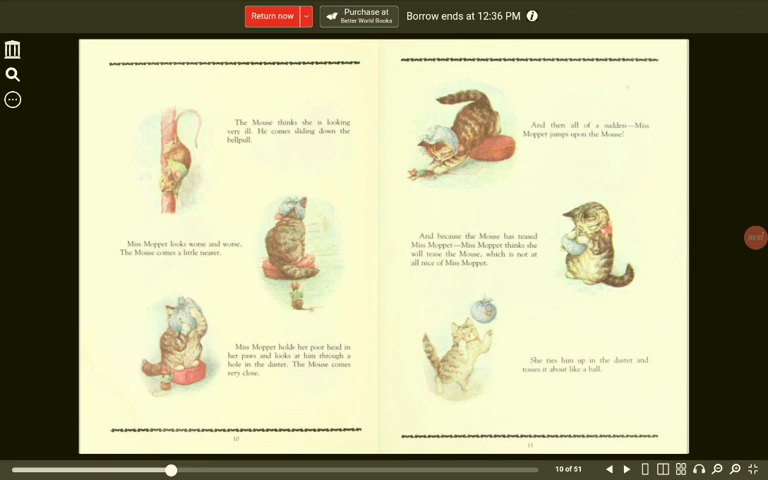 Return now
Purchase at
Better World Books
Borrow ends at 12:36 PM
The Mouse thinks she is looking
very ill. He comes sliding down the
bellpull.
Miss Moppet looks worse and worse.
The Mouse comes a little nearer.
Miss Moppet holds her poor head in
her paws and looks at him through a
hole in the duster. The Mouse comes
very close.
10
And then all of a sudden—Miss
Moppet jumps upon the Mouse!
And because the Mouse has teased
Miss Moppet—Miss Moppet thinks she
will tease the Mouse, which is not at
all nice of Miss Moppet.
She ties him up in the duster and
tosses it about like a ball.
11
10 of 51